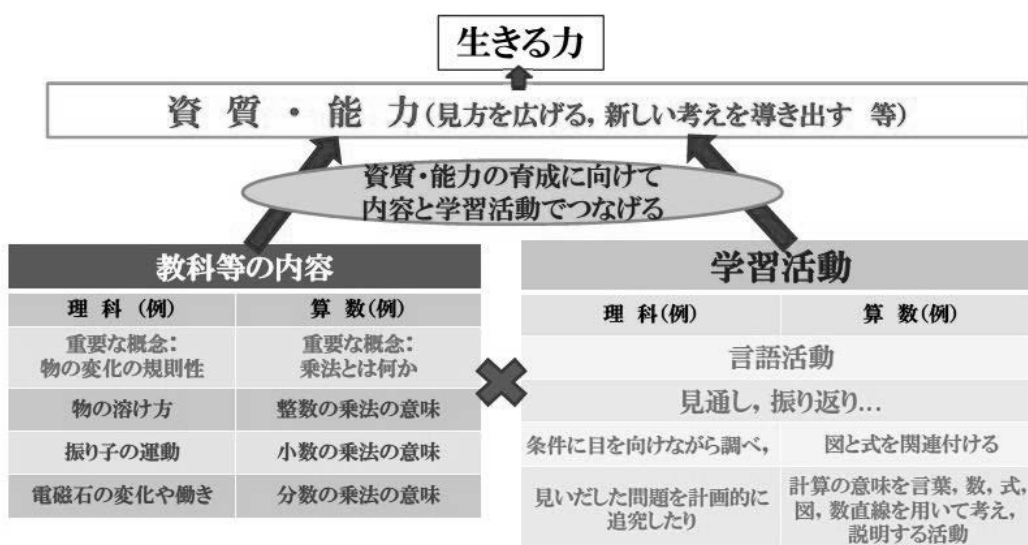 生きる力
資 質 ・ 能 力(見方を広げる, 新しい考えを導き出す 等)
資質・能力の育成に向けて
内容と学習活動でつなげる
教科等の内容
理 科 (例)
算 数(例)
重要な概念:
物の変化の規則性
重要な概念:
乗法とは何か
物の溶け方
整数の乗法の意味
振り子の運動
小数の乗法の意味
電磁石の変化や働き
分数の乗法の意味
学習活動
理 科(例)
算 数(例)
言語活動
見通し, 振り返り…
条件に目を向けながら調べ,
図と式を関連付ける
見いだした問題を計画的に
追究したり
計算の意味を言葉, 数, 式,
図, 数直線を用いて考え,
説明する活動